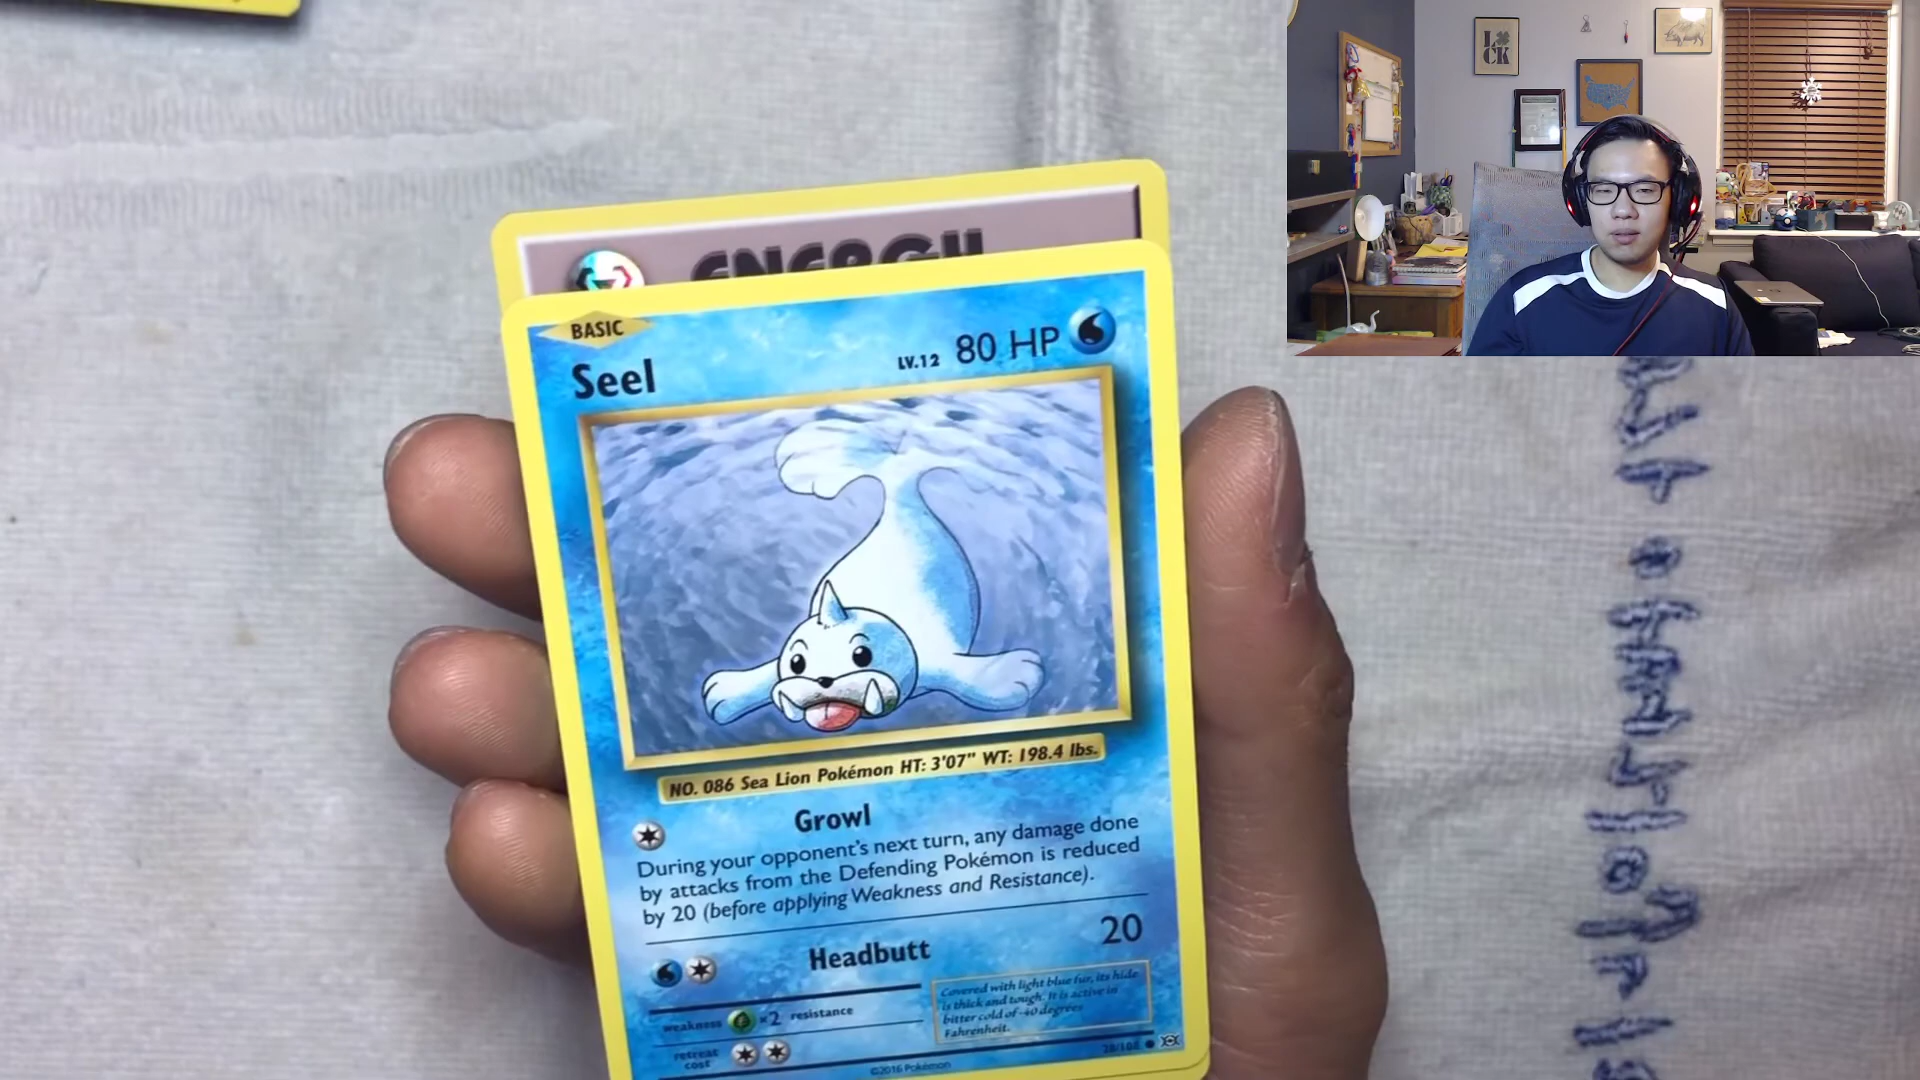 ENERGY
BASIC
Seel
LV.12 80 HP
NO. 086 Sea Lion Pokémon HT: 3'07" WT: 198.4 lbs.
Growl
During your opponent's next turn, any damage done
by attacks from the Defending Pokémon is reduced
by 20 (before applying Weakness and Resistance).
Headbutt 20
weakness ×2 resistance
retreat
cost
Covered with light blue fur, its hide
is thick and tough. It is active in
bitter cold of -40 degrees
Fahrenheit.
28/108
©2016 Pokémon
LUCK